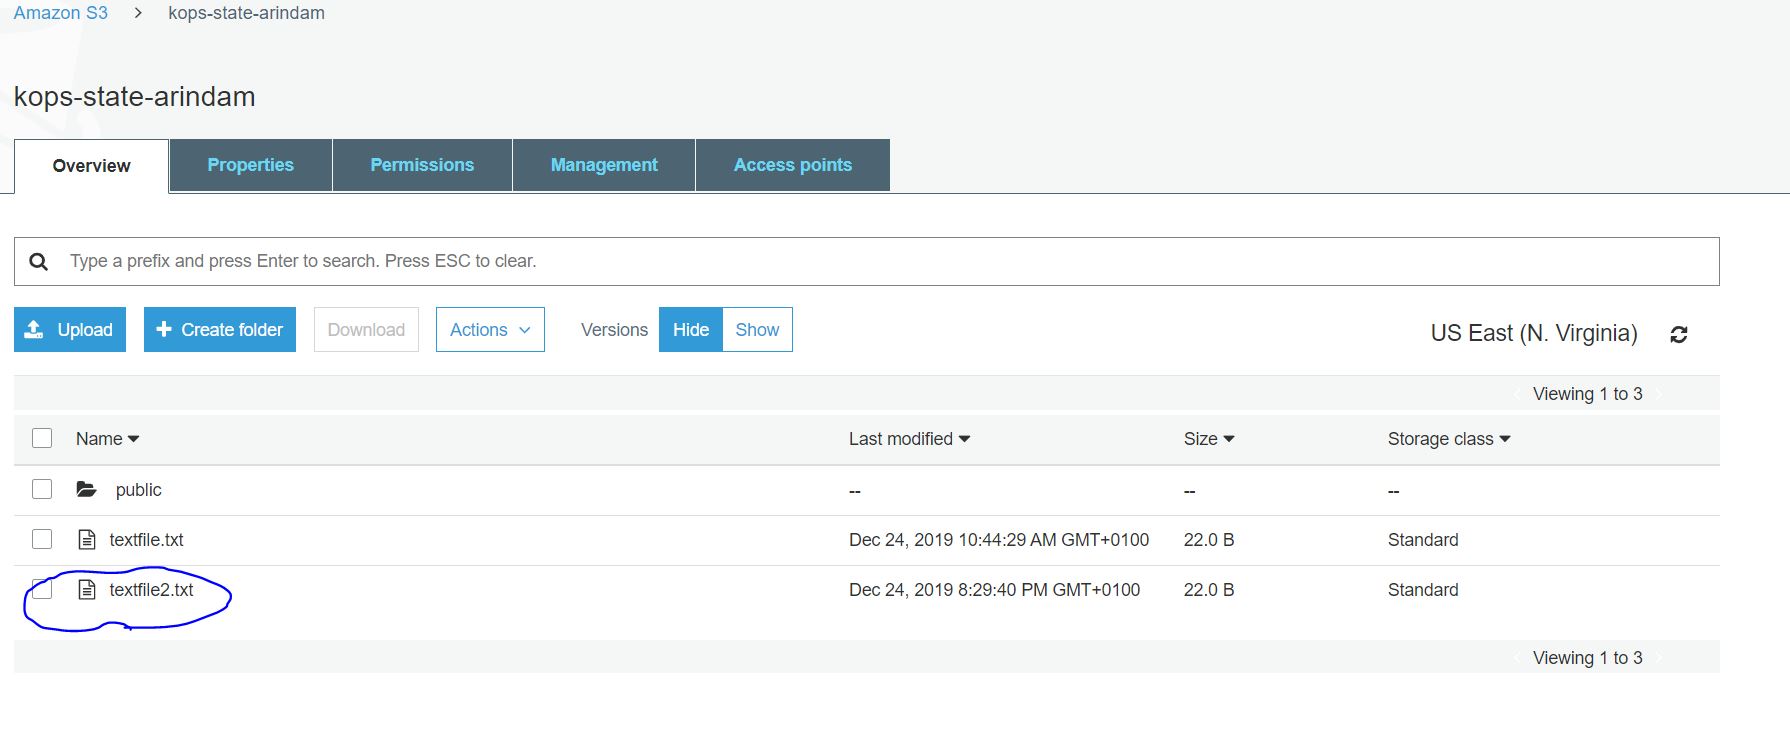 Amazon S3 > kops-state-arindam
kops-state-arindam
Overview Properties Permissions Management Access points
Type a prefix and press Enter to search. Press ESC to clear.
Upload + Create folder Download Actions Versions Hide Show US East (N. Virginia)
Viewing 1 to 3
Name Last modified Size Storage class
public -- -- --
textfile.txt Dec 24, 2019 10:44:29 AM GMT+0100 22.0 B Standard
textfile2.txt Dec 24, 2019 8:29:40 PM GMT+0100 22.0 B Standard
Viewing 1 to 3